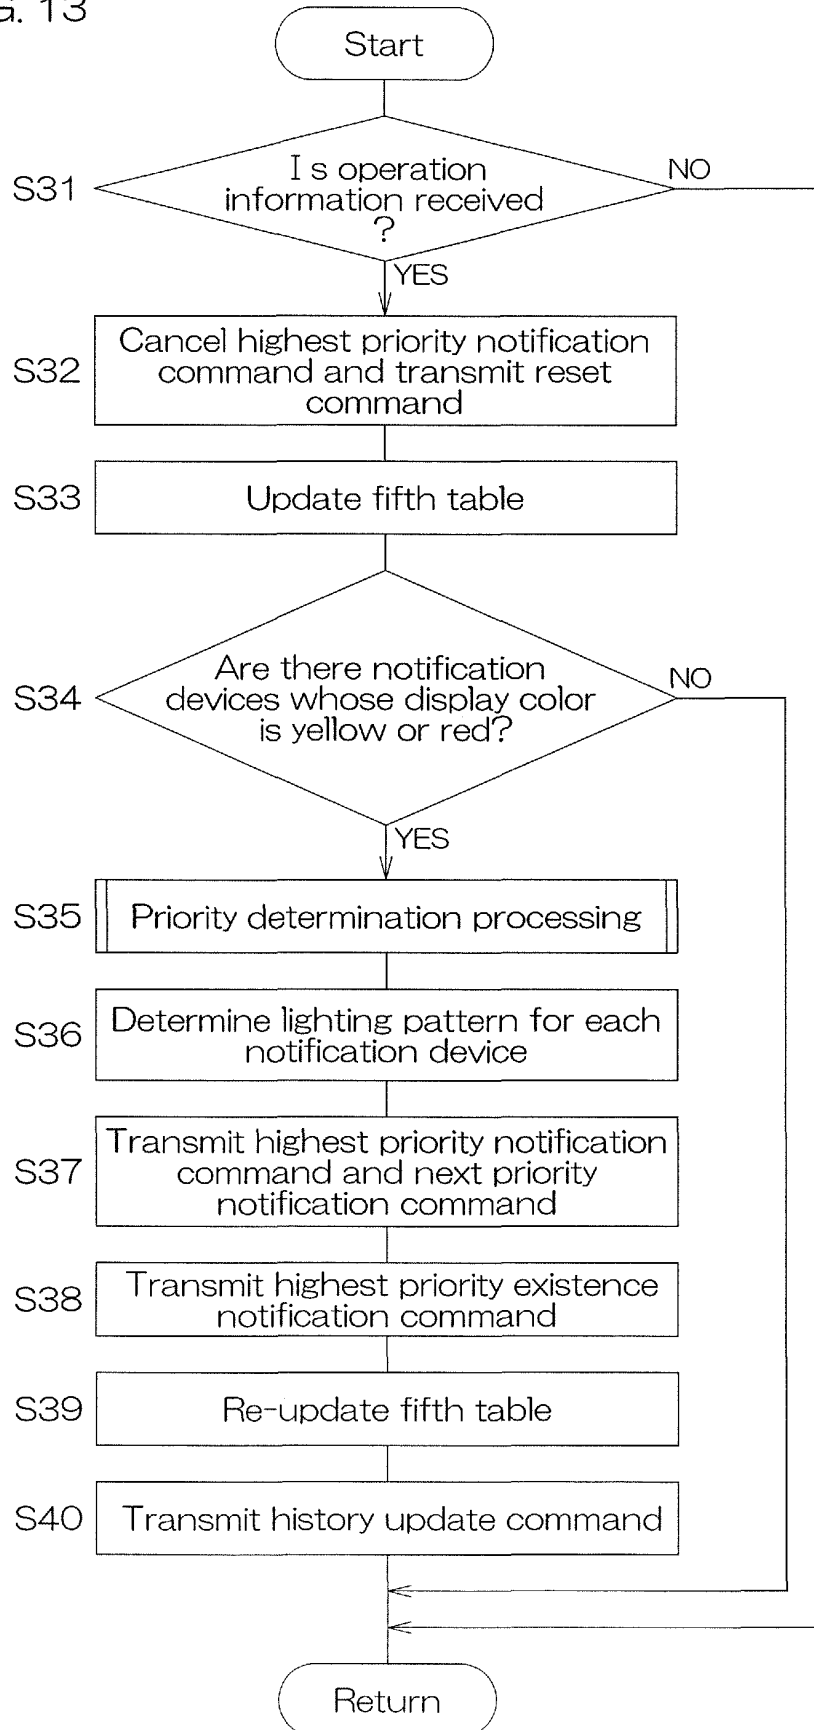 G. 13
Start
S31
I s operation
information received
?
NO
YES
S32
Cancel highest priority notification
command and transmit reset
command
S33
Update fifth table
S34
Are there notification
devices whose display color
is yellow or red?
NO
YES
S35
Priority determination processing
S36
Determine lighting pattern for each
notification device
S37
Transmit highest priority notification
command and next priority
notification command
S38
Transmit highest priority existence
notification command
S39
Re-update fifth table
S40
Transmit history update command
Return